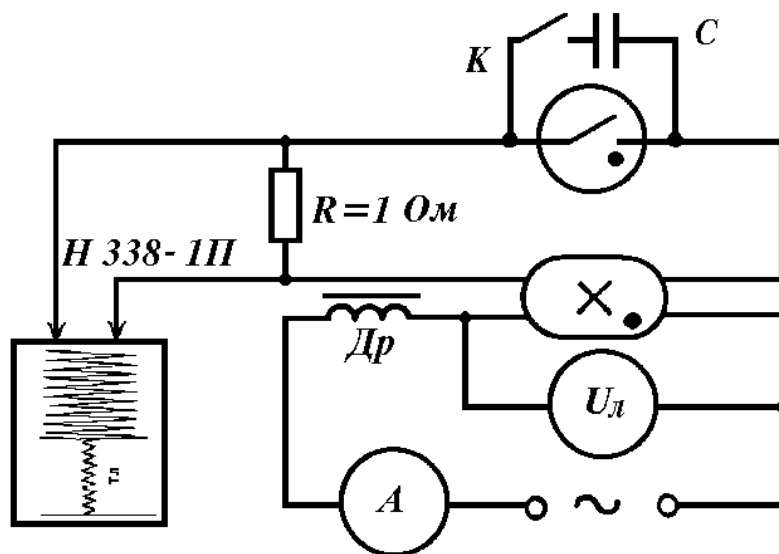 С
К
R=1 Ом
Н 338-1П
Др
Uл
А